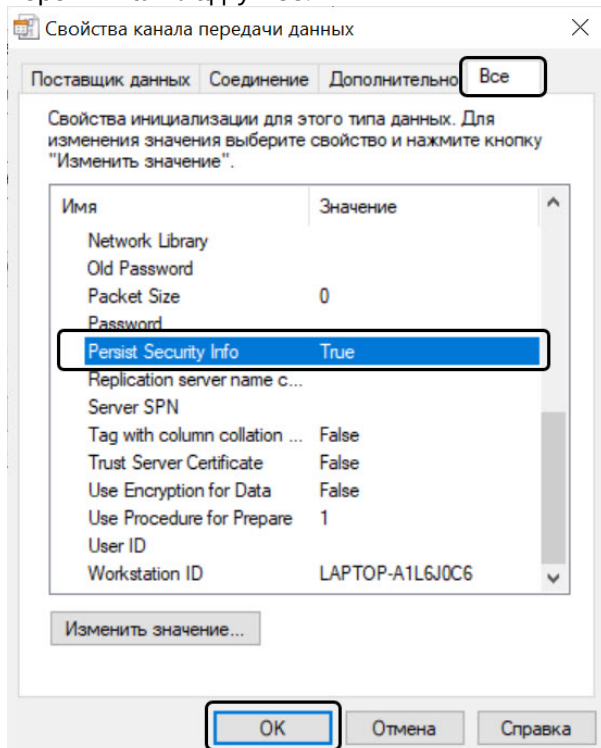 Свойства канала передачи данных
Поставщик данных Соединение Дополнительно Все
Свойства инициализации для этого типа данных. Для
изменения значения выберите свойство и нажмите кнопку
"Изменить значение".
Имя Значение
Network Library
Old Password
Packet Size 0
Password
Persist Security Info True
Replication server name c...
Server SPN
Tag with column collation ... False
Trust Server Certificate False
Use Encryption for Data False
Use Procedure for Prepare 1
User ID
Workstation ID LAPTOP-A1L6J0C6
Изменить значение...
OK Отмена Справка